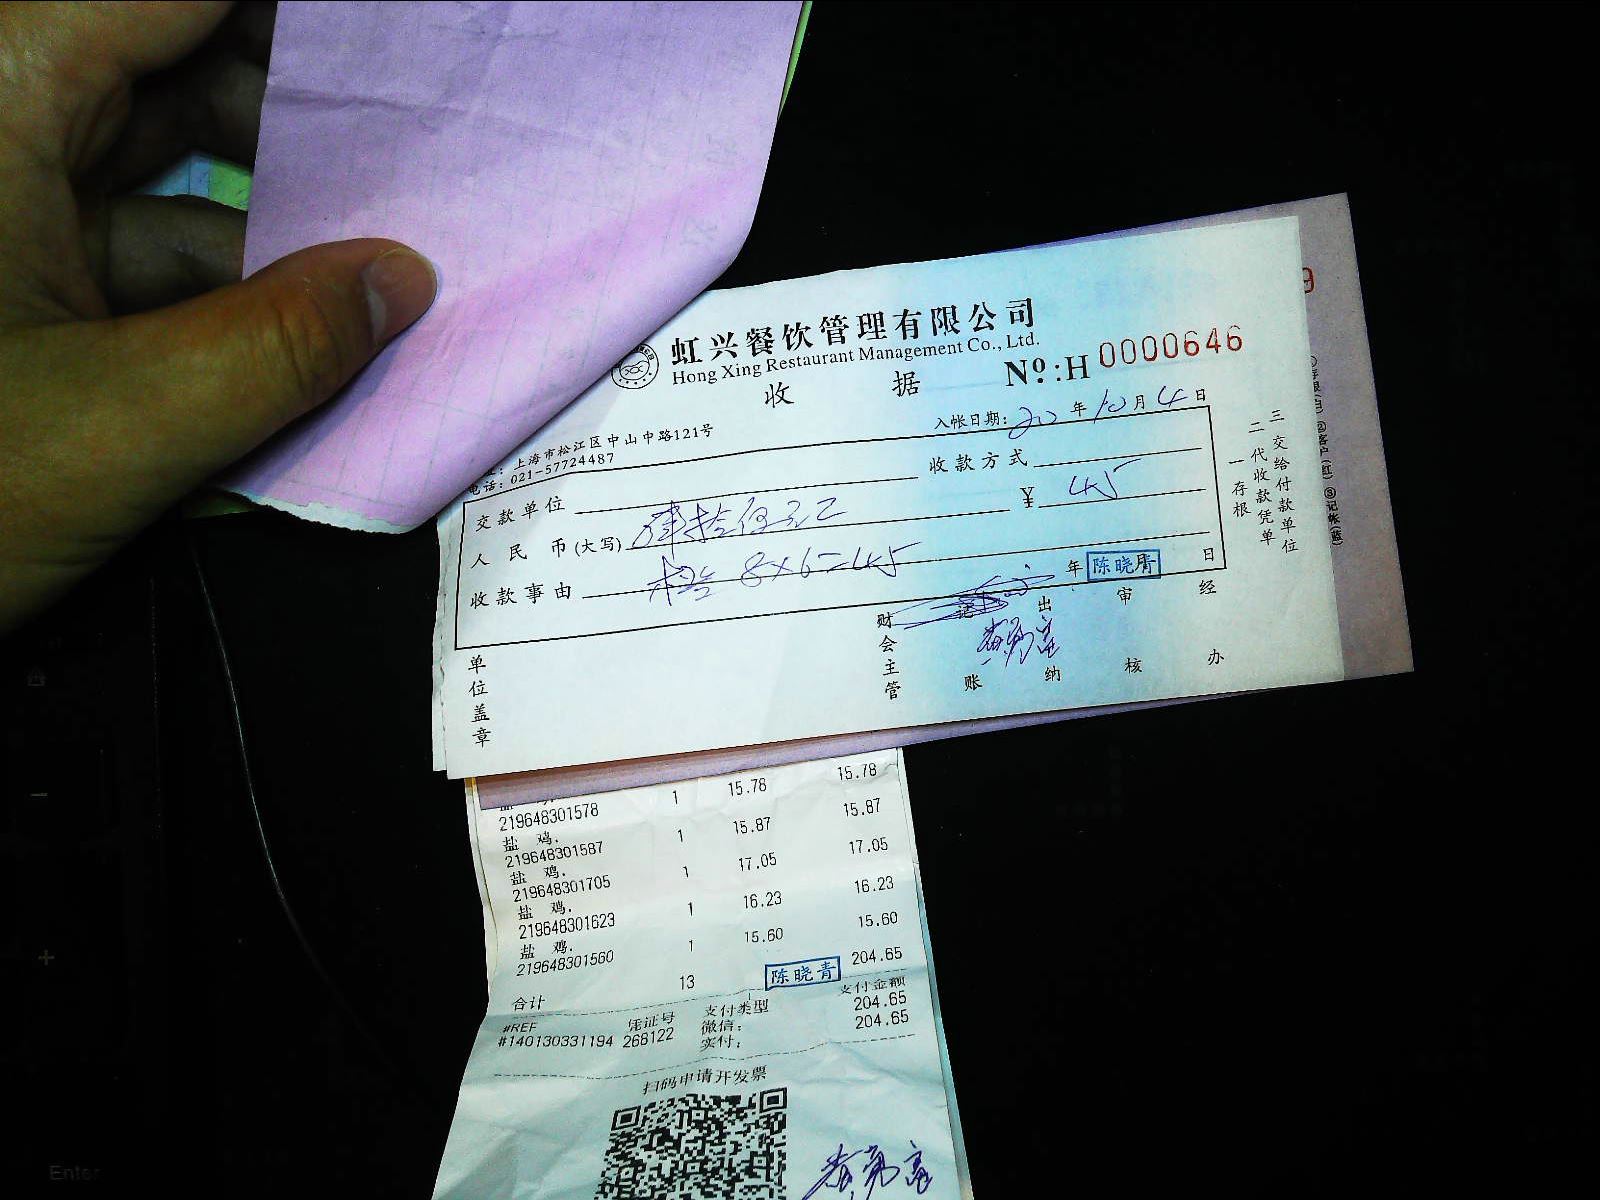 虹兴餐饮管理有限公司
Hong Xing Restaurant Management Co., Ltd.
收 据
№:H 0000646
上海市松江区中山中路121号
电话:021-57724487
入帐日期: 20 年 10 月 4 日
交款单位
收款方式
人民币(大写)
¥ 45
收款事由 8×6=45
年 陈晓青 日
财会主管
记账
出纳
审核
经办
单位盖章
一存根
二代收款凭单
三交给付款单位
9
15.78 15.78
219648301578 1
盐 鸡.
15.87 15.87
219648301587 1
盐 鸡.
17.05 17.05
219648301705 1
盐 鸡.
16.23 16.23
219648301623 1
盐 鸡.
15.60 15.60
219648301560 1
合计 13 204.65
陈晓青
#REF 凭证号 支付类型 支付金额
#140130331194 268122 微信: 204.65
实付: 204.65
扫码申请开发票
Enter